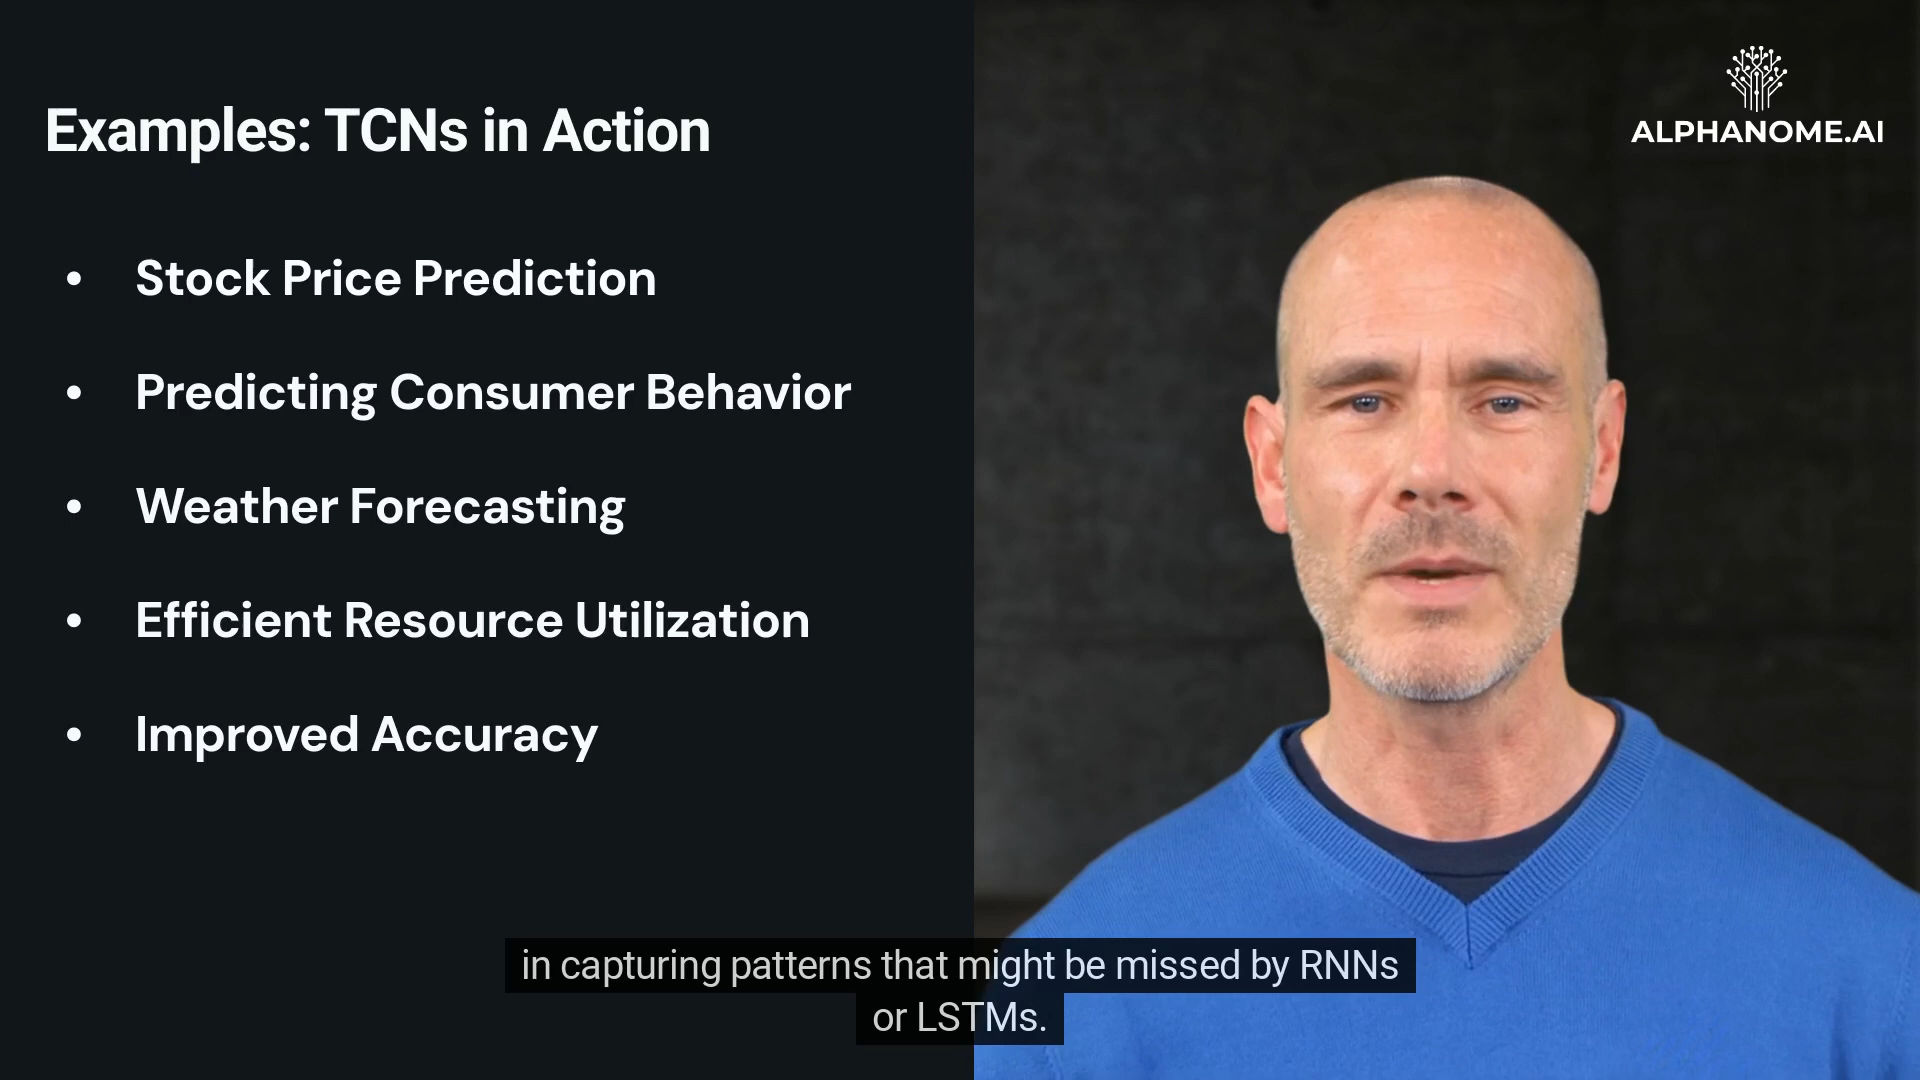 Examples: TCNs in Action
ALPHANOME.AI
• Stock Price Prediction
• Predicting Consumer Behavior
• Weather Forecasting
• Efficient Resource Utilization
• Improved Accuracy
in capturing patterns that might be missed by RNNs
or LSTMs.